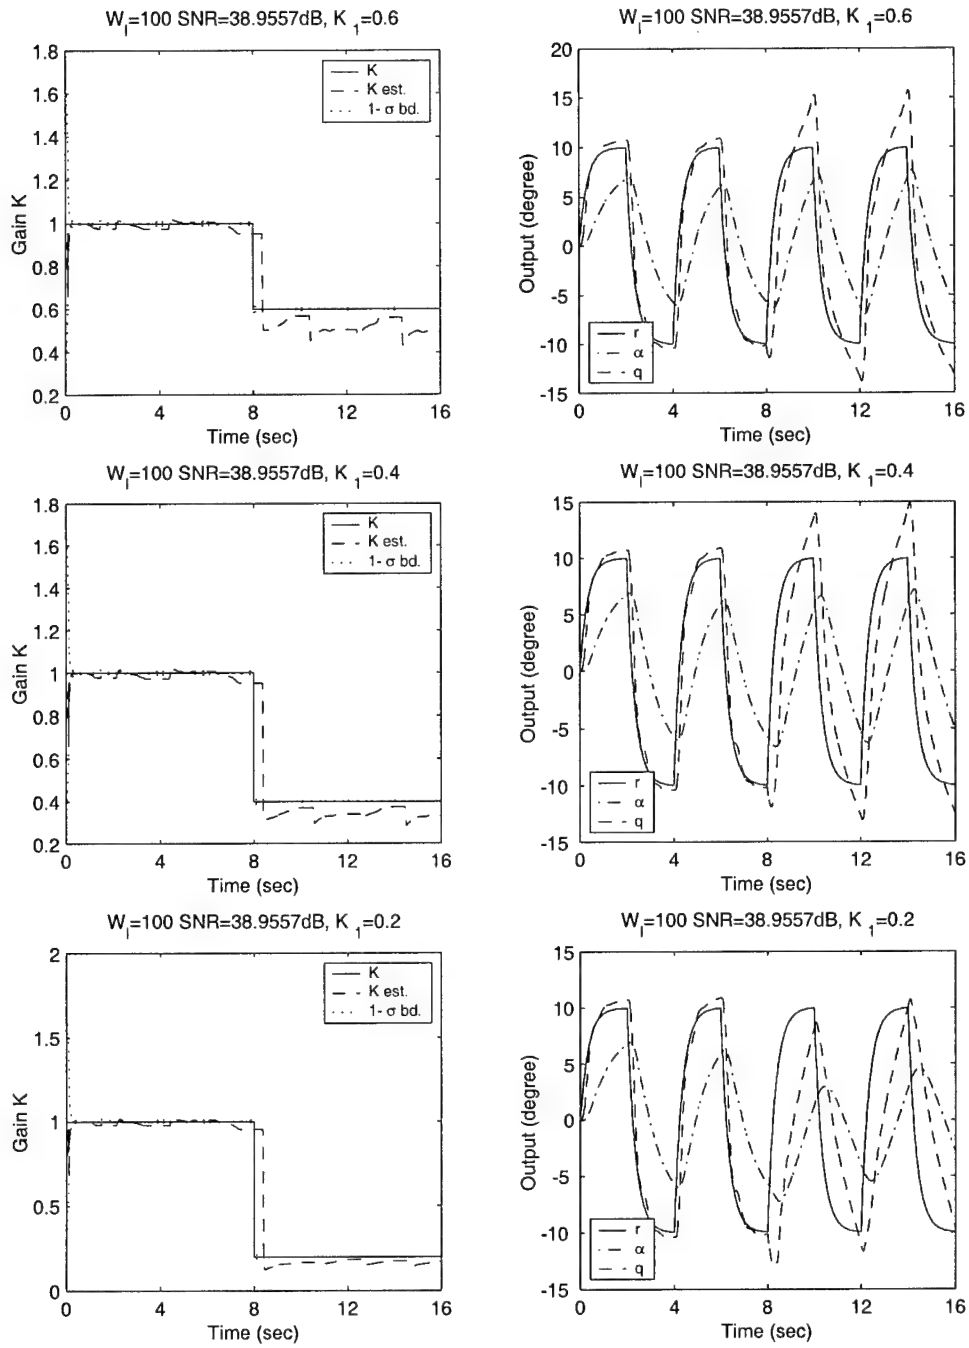 W_I=100 SNR=38.9557dB, K_1=0.6
1.8
1.6
1.4
1.2
1
0.8
0.6
0.4
0.2
Gain K
K
K est.
1- σ bd.
0
4
8
12
16
Time (sec)
W_I=100 SNR=38.9557dB, K_1=0.6
20
15
10
5
0
-5
-10
-15
Output (degree)
r
α
q
0
4
8
12
16
Time (sec)
W_I=100 SNR=38.9557dB, K_1=0.4
1.8
1.6
1.4
1.2
1
0.8
0.6
0.4
0.2
Gain K
K
K est.
1- σ bd.
0
4
8
12
16
Time (sec)
W_I=100 SNR=38.9557dB, K_1=0.4
15
10
5
0
-5
-10
-15
Output (degree)
r
α
q
0
4
8
12
16
Time (sec)
W_I=100 SNR=38.9557dB, K_1=0.2
2
1.5
1
0.5
0
Gain K
K
K est.
1- σ bd.
0
4
8
12
16
Time (sec)
W_I=100 SNR=38.9557dB, K_1=0.2
15
10
5
0
-5
-10
-15
Output (degree)
r
α
q
0
4
8
12
16
Time (sec)